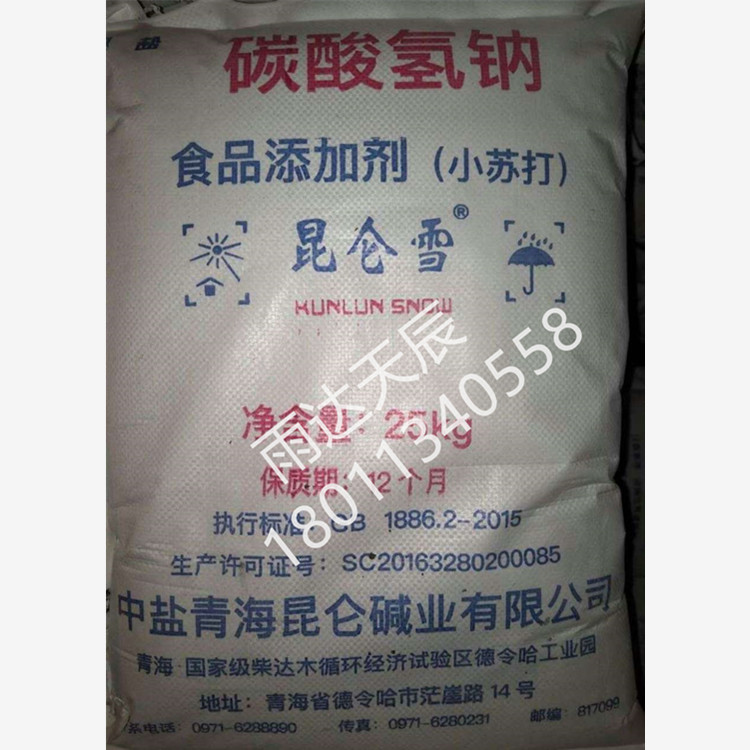 盐
碳酸氢钠
食品添加剂（小苏打）
昆仑雪®
KUNLUN SNOW
净含量：25kg
保质期：12个月
执行标准：GB 1886.2-2015
生产许可证号：SC20163280200085
中盐青海昆仑碱业有限公司
青海·国家级柴达木循环经济试验区德令哈工业园
地址：青海省德令哈市茫崖路14号
系电话：0971-6288890 传真：0971-6280231 邮编：817099
雨达天辰
18011340558